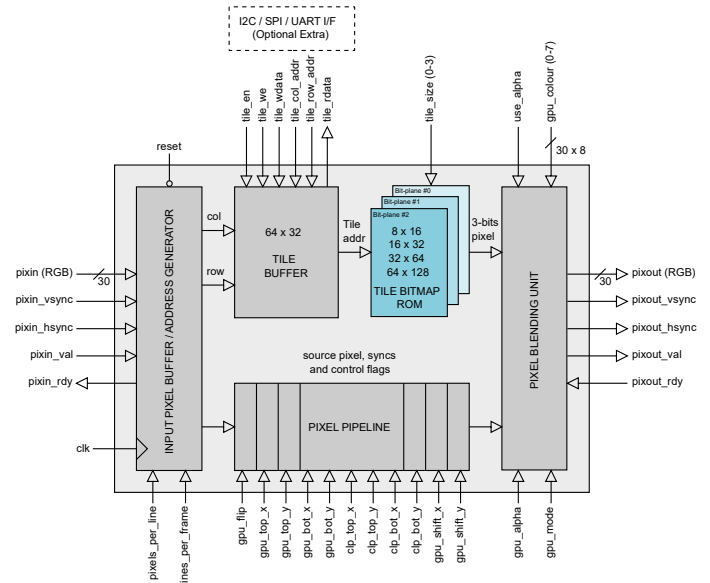 I2C / SPI / UART I/F
(Optional Extra)
tile_en
tile_we
tile_wdata
tile_col_addr
tile_row_addr
tile_rdata
tile_size (0-3)
use_alpha
gpu_colour (0-7)
30 x 8
reset
INPUT PIXEL BUFFER / ADDRESS GENERATOR
col
row
64 x 32
TILE
BUFFER
Tile
addr
Bit-plane #0
Bit-plane #1
Bit-plane #2
8 x 16
16 x 32
32 x 64
64 x 128
TILE BITMAP
ROM
3-bits
pixel
PIXEL BLENDING UNIT
pixin (RGB)
30
pixin_vsync
pixin_hsync
pixin_val
pixin_rdy
clk
pixout (RGB)
30
pixout_vsync
pixout_hsync
pixout_val
pixout_rdy
source pixel, syncs
and control flags
PIXEL PIPELINE
pixels_per_line
ines_per_frame
gpu_flip
gpu_top_x
gpu_top_y
gpu_bot_x
gpu_bot_y
clp_top_x
clp_top_y
clp_bot_x
clp_bot_y
gpu_shift_x
gpu_shift_y
gpu_alpha
gpu_mode